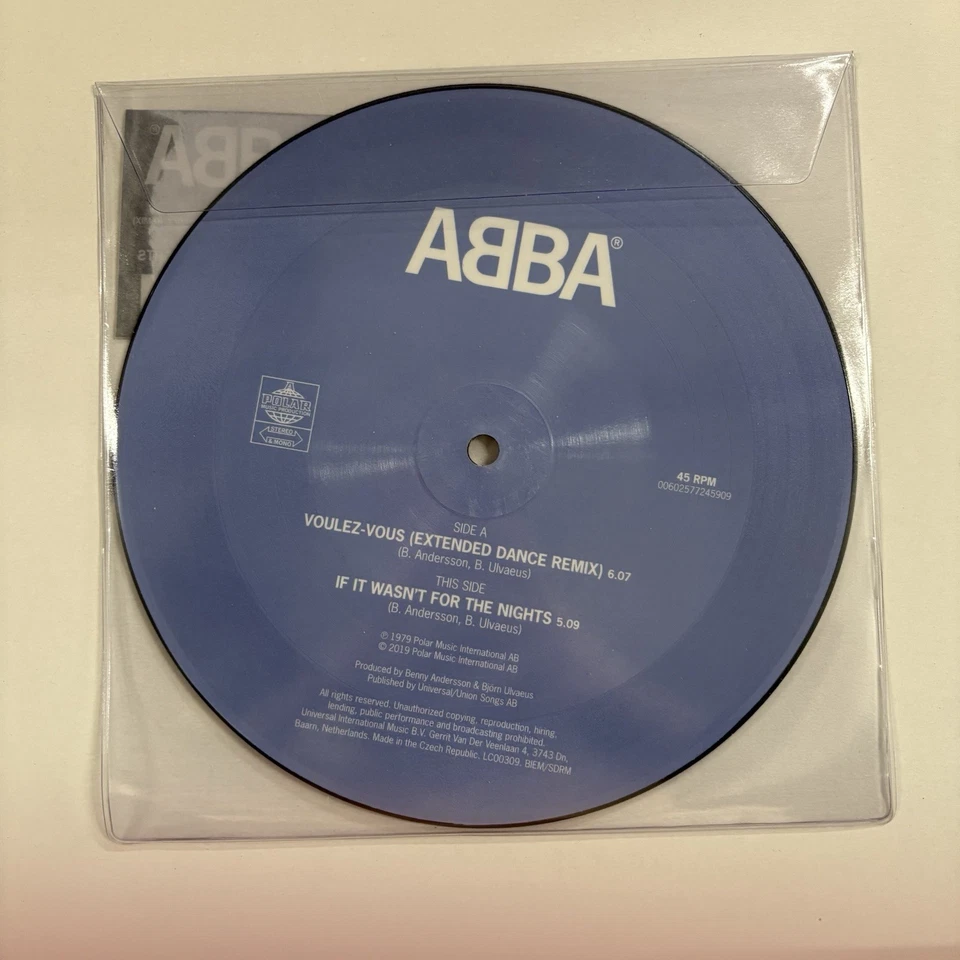 ABBA®
ABBA®
A
POLAR
MUSIC PRODUCTION
STEREO
& MONO
45 RPM
00602577245909
SIDE A
VOULEZ-VOUS (EXTENDED DANCE REMIX) 6.07
(B. Andersson, B. Ulvaeus)
THIS SIDE
IF IT WASN'T FOR THE NIGHTS 5.09
(B. Andersson, B. Ulvaeus)
℗ 1979 Polar Music International AB
© 2019 Polar Music International AB
Produced by Benny Andersson & Björn Ulvaeus
Published by Universal/Union Songs AB
All rights reserved. Unauthorized copying, reproduction, hiring,
lending, public performance and broadcasting prohibited.
Universal International Music B.V. Gerrit Van Der Veenlaan 4, 3743 Dn,
Baarn, Netherlands. Made in the Czech Republic. LC00309. BIEM/SDRM